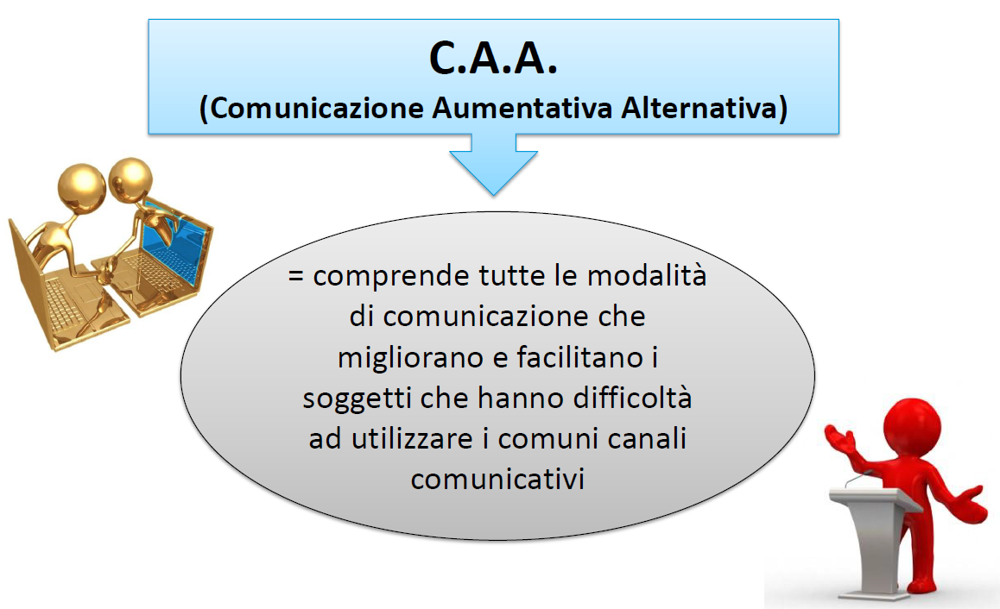 C.A.A.
(Comunicazione Aumentativa Alternativa)
= comprende tutte le modalità
di comunicazione che
migliorano e facilitano i
soggetti che hanno difficoltà
ad utilizzare i comuni canali
comunicativi